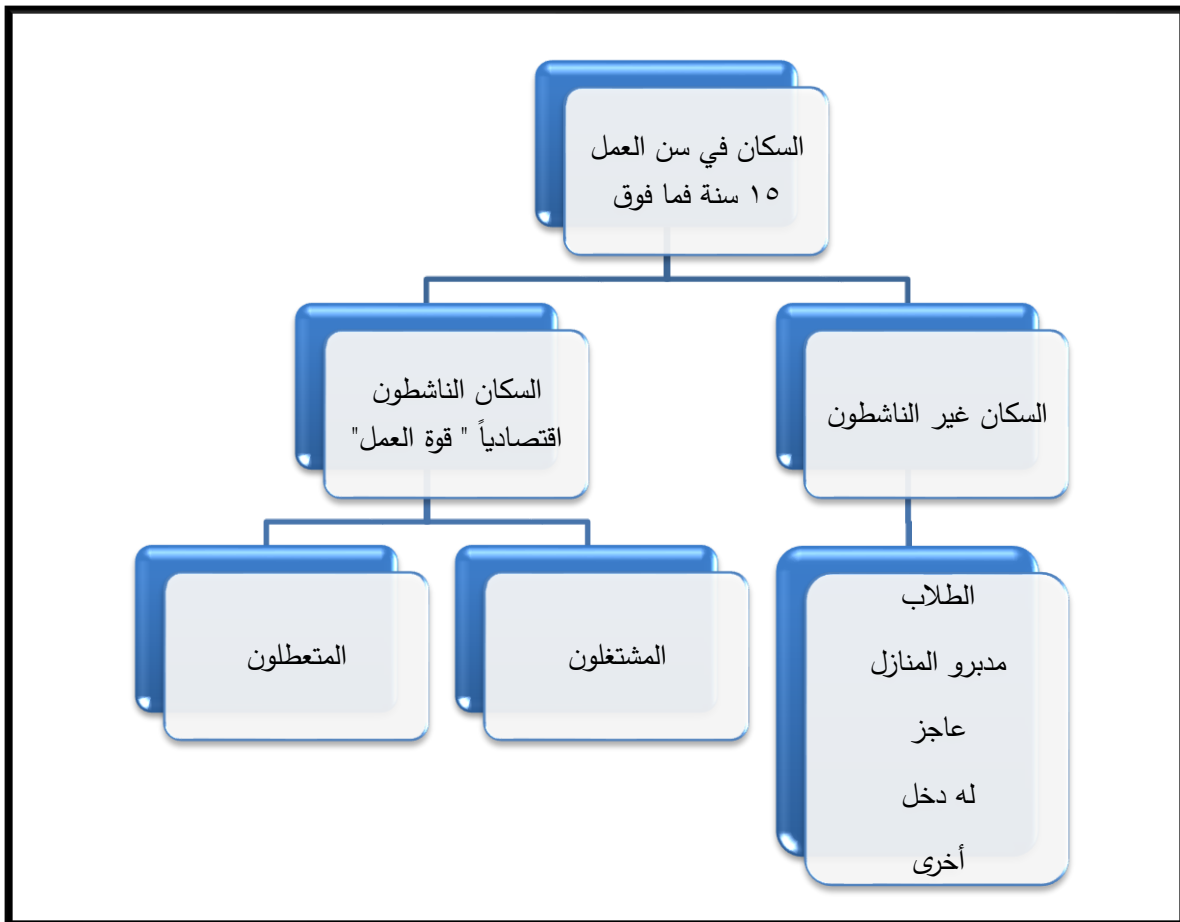 السكان في سن العمل
١٥ سنة فما فوق
السكان غير الناشطون
السكان الناشطون
اقتصادياً " قوة العمل"
الطلاب
مدبرو المنازل
عاجز
له دخل
أخرى
المشتغلون
المتعطلون